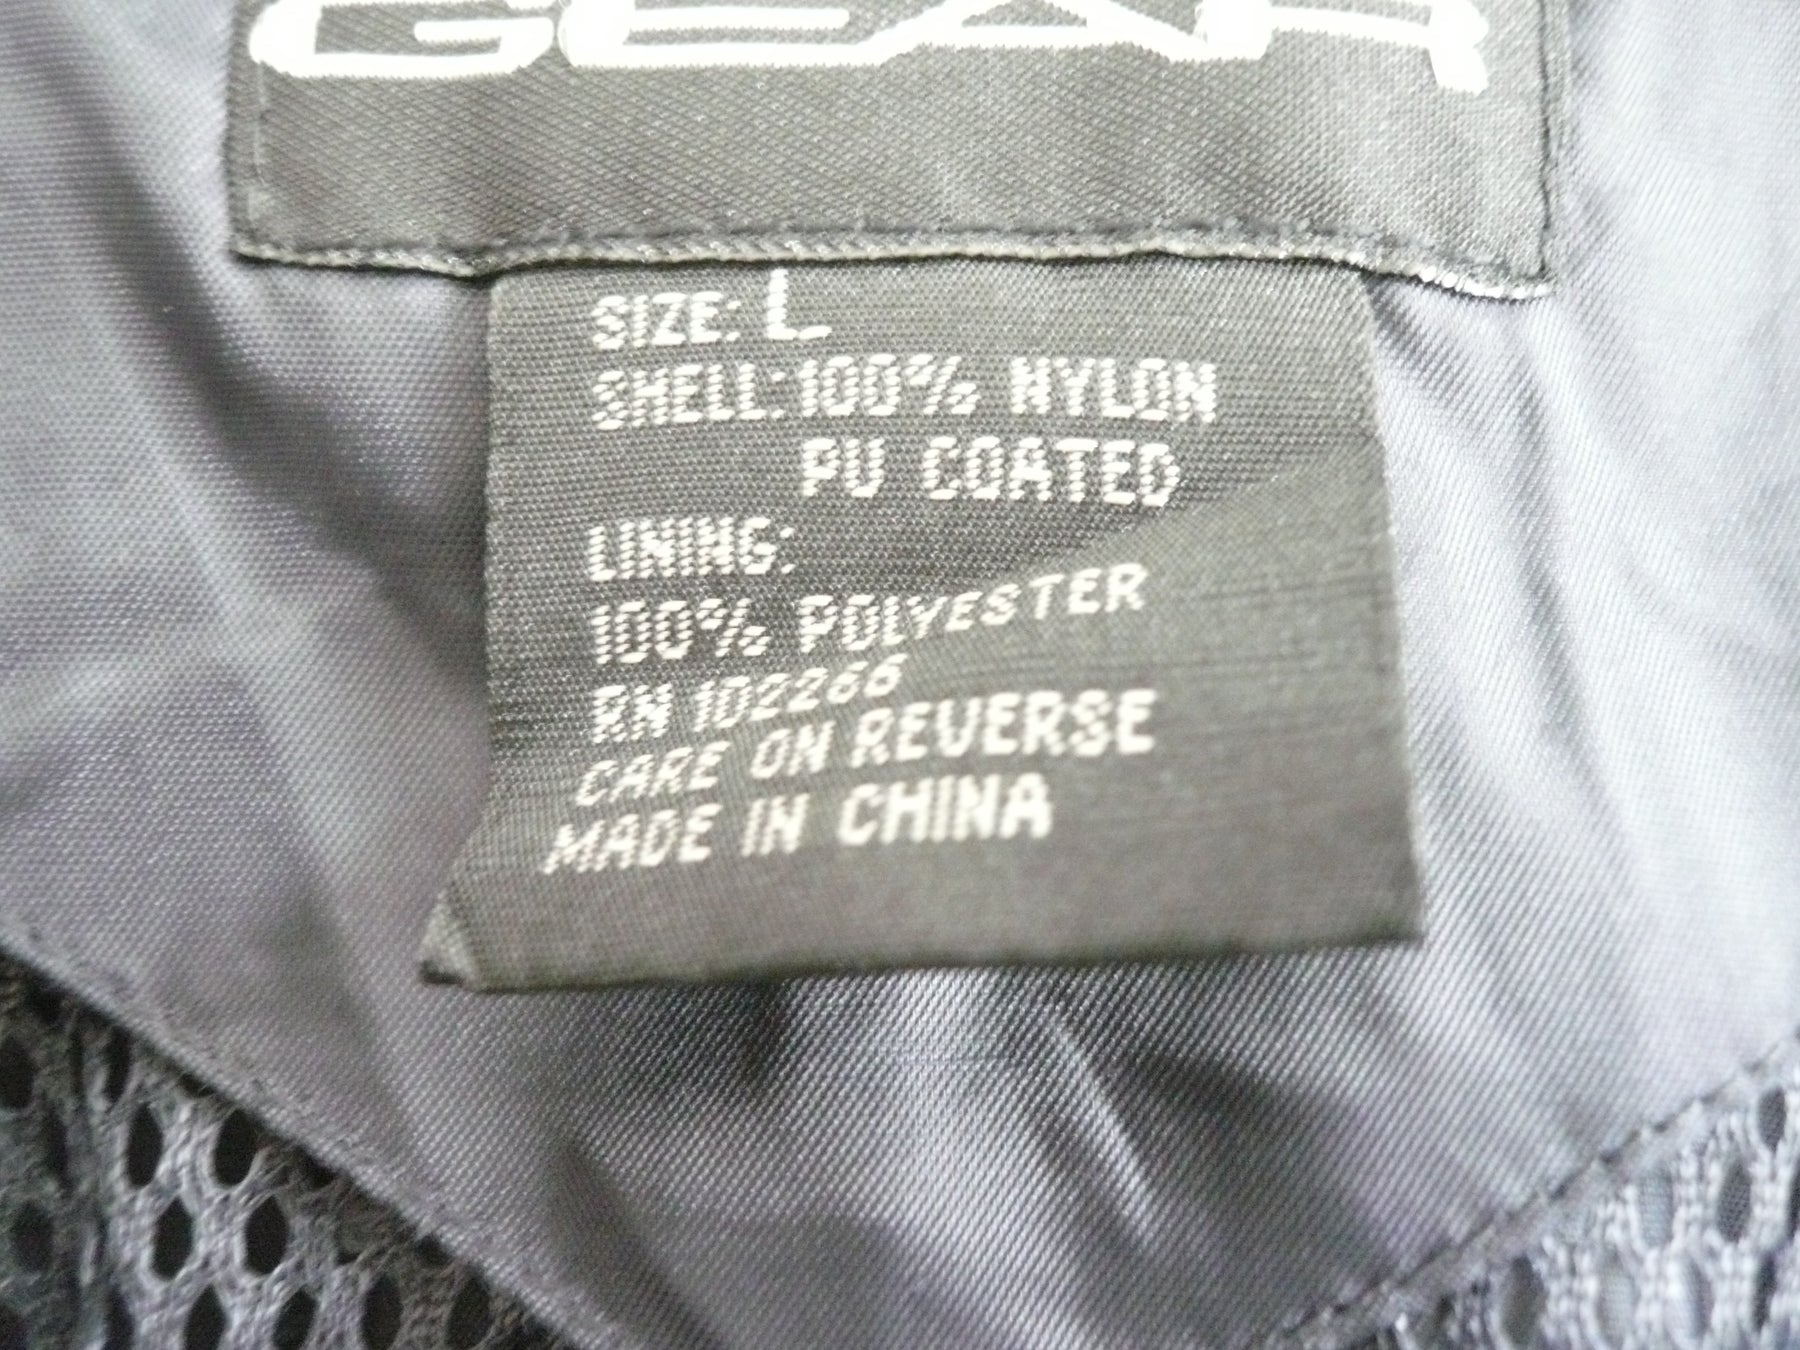 GEAR
SIZE: L
SHELL: 100% NYLON
PU COATED
LINING:
100% POLYESTER
RN 102266
CARE ON REVERSE
MADE IN CHINA